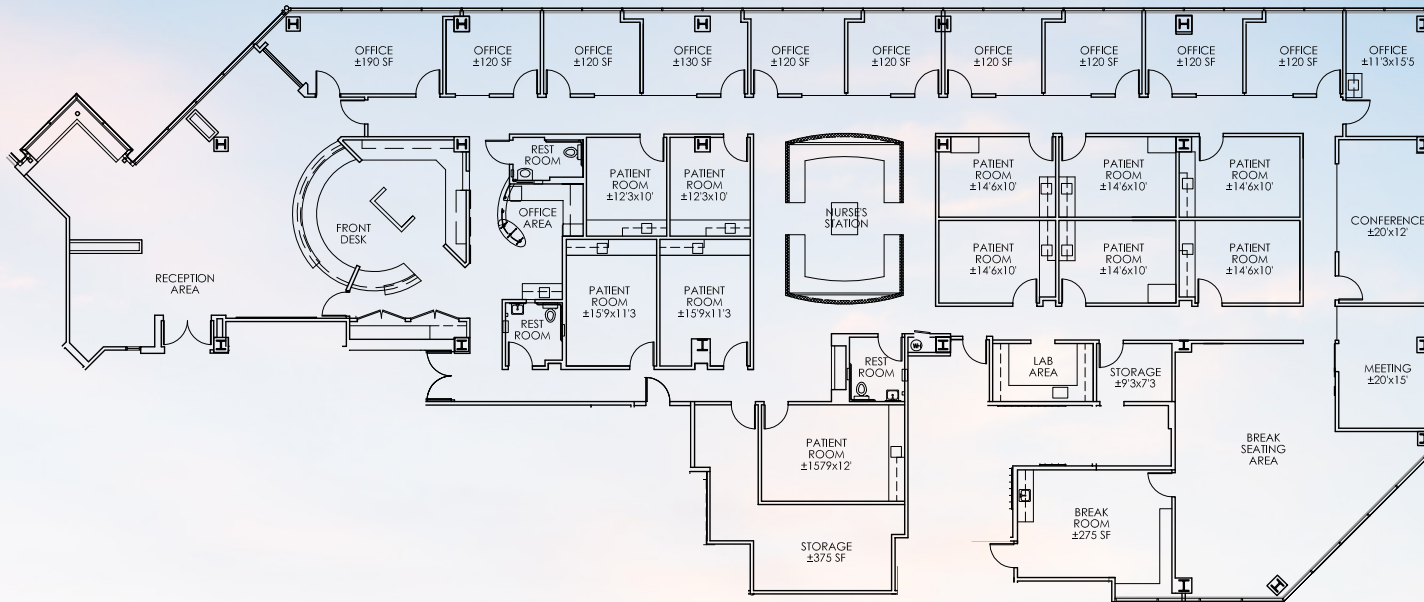 OFFICE
±190 SF
OFFICE
±120 SF
OFFICE
±120 SF
OFFICE
±130 SF
OFFICE
±120 SF
OFFICE
±120 SF
OFFICE
±120 SF
OFFICE
±120 SF
OFFICE
±120 SF
OFFICE
±120 SF
OFFICE
±11'3x15'5
REST
ROOM
PATIENT
ROOM
±12'3x10'
PATIENT
ROOM
±12'3x10'
PATIENT
ROOM
±14'6x10'
PATIENT
ROOM
±14'6x10'
PATIENT
ROOM
±14'6x10'
OFFICE
AREA
NURSE'S
STATION
CONFERENCE
±20'x12'
FRONT
DESK
PATIENT
ROOM
±14'6x10'
PATIENT
ROOM
±14'6x10'
PATIENT
ROOM
±14'6x10'
RECEPTION
AREA
PATIENT
ROOM
±15'9x11'3
PATIENT
ROOM
±15'9x11'3
REST
ROOM
REST
ROOM
LAB
AREA
STORAGE
±9'3x7'3
MEETING
±20'x15'
PATIENT
ROOM
±1579x12'
BREAK
SEATING
AREA
BREAK
ROOM
±275 SF
STORAGE
±375 SF